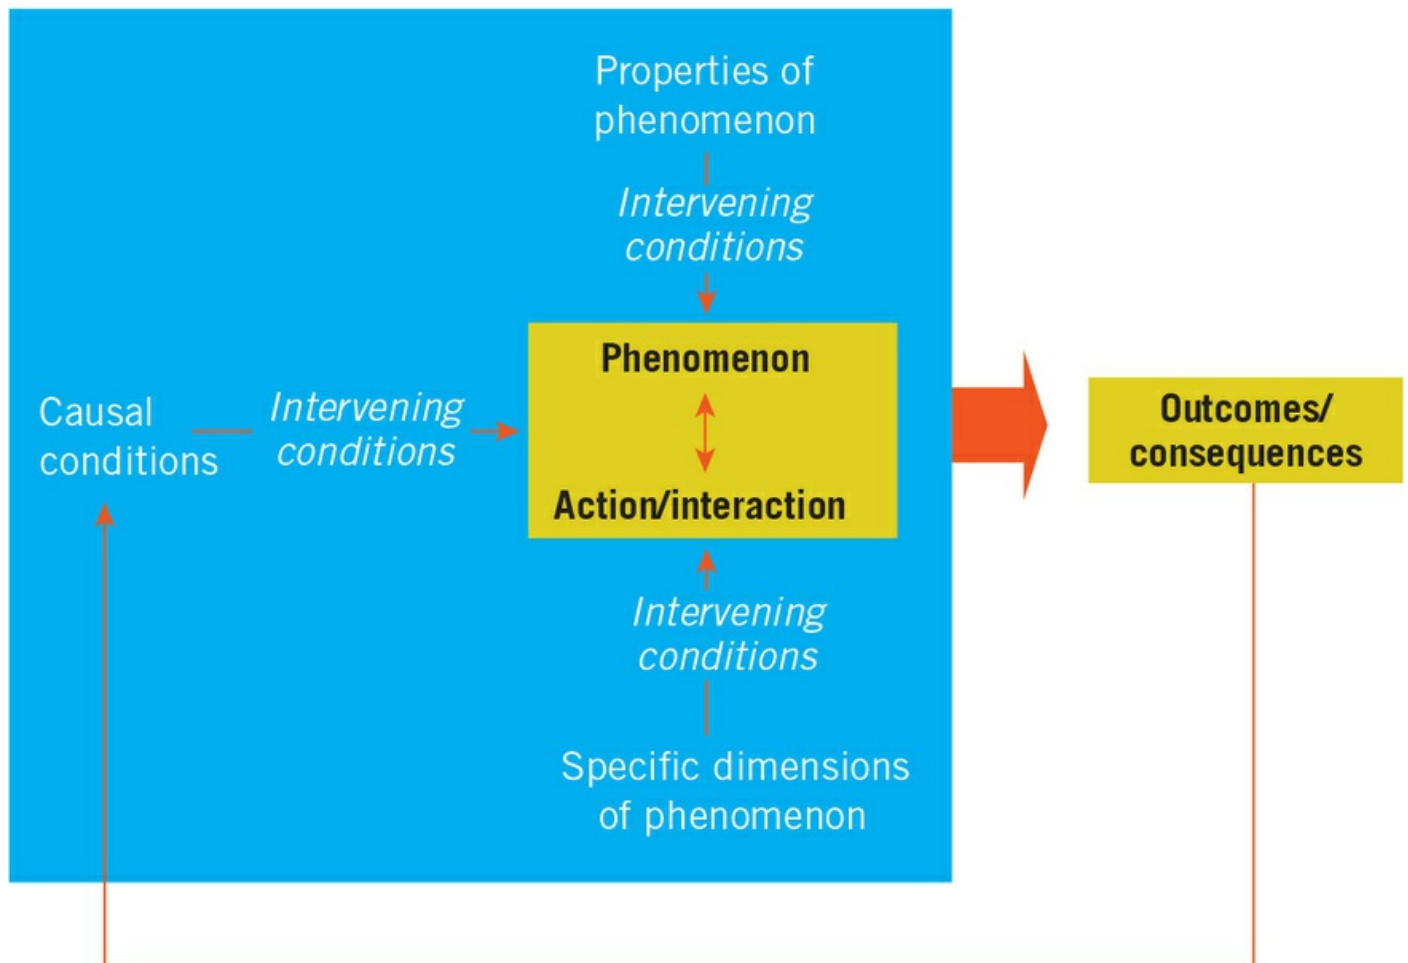 Properties of
phenomenon
Intervening
conditions
Phenomenon
Causal
conditions
Intervening
conditions
Outcomes/
consequences
Action/interaction
Intervening
conditions
Specific dimensions
of phenomenon